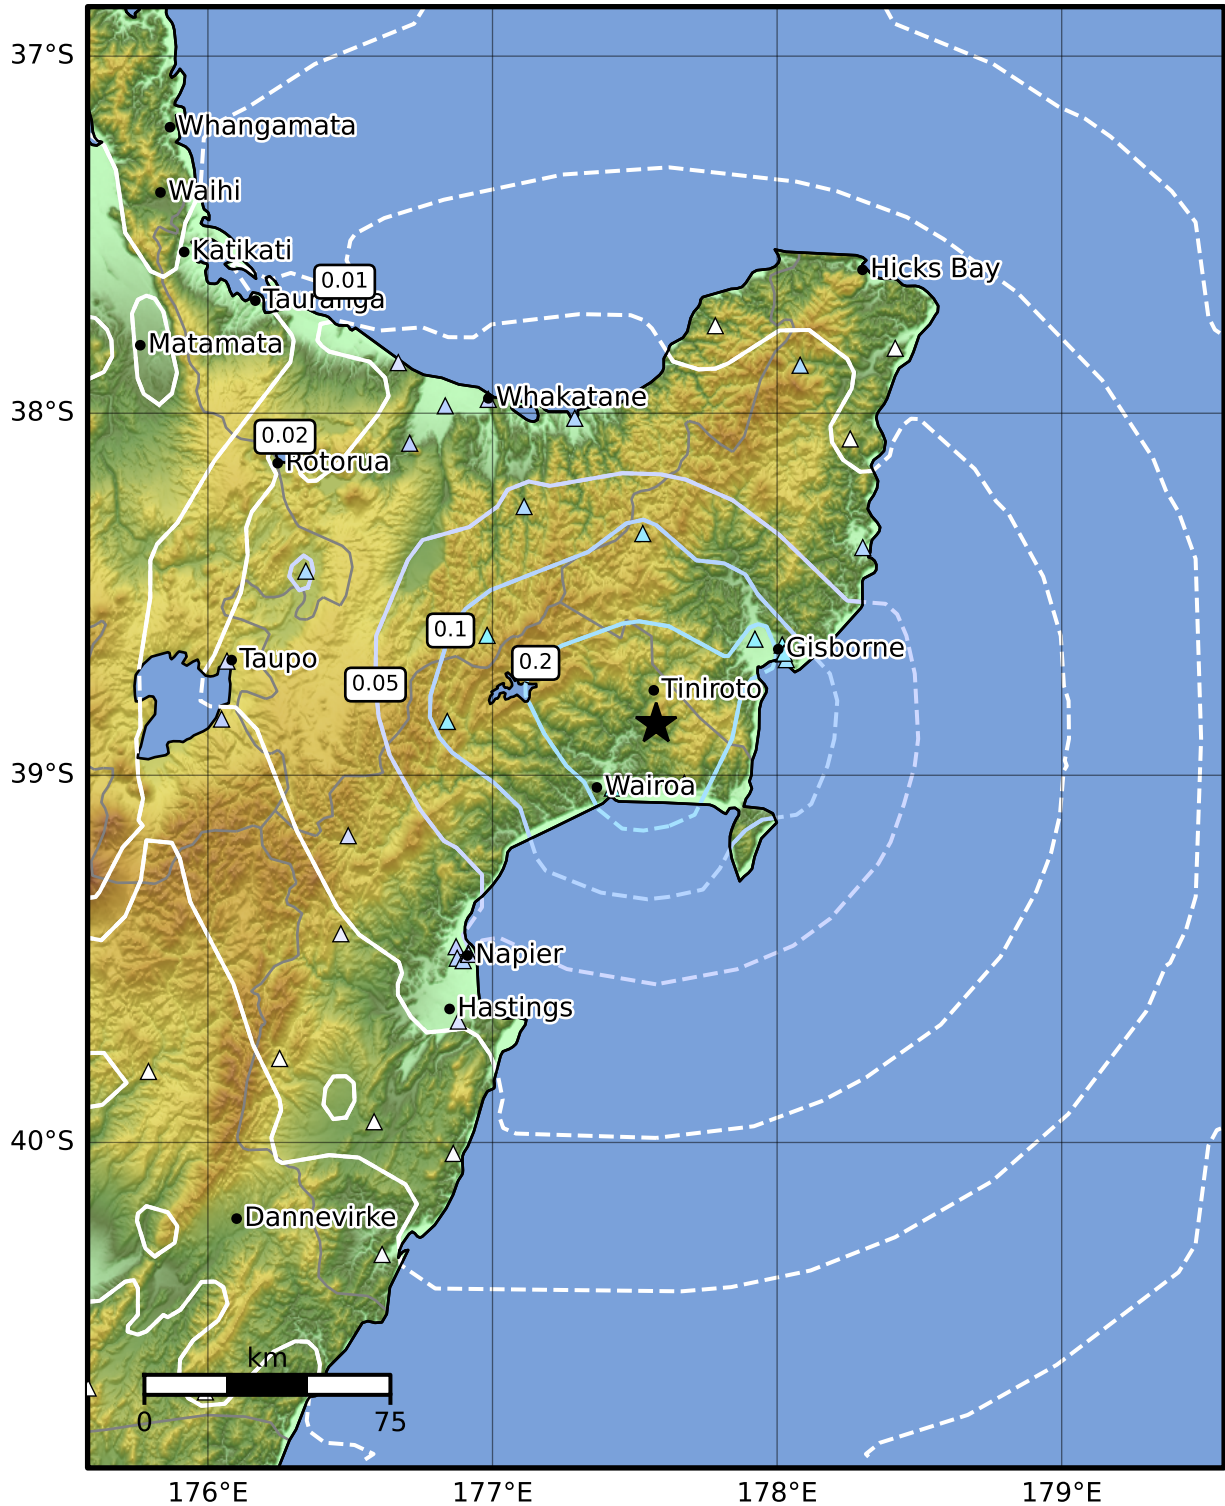 37°S
Whangamata
Waihi
Katikati
Hicks Bay
0.01
Tauranga
Matamata
Whakatane
38°S
0.02
Rotorua
0.1
Gisborne
0.2
Taupo
0.05
Tiniroto
39°S
Wairoa
Napier
Hastings
40°S
Dannevirke
km
0 75
176°E 177°E 178°E 179°E